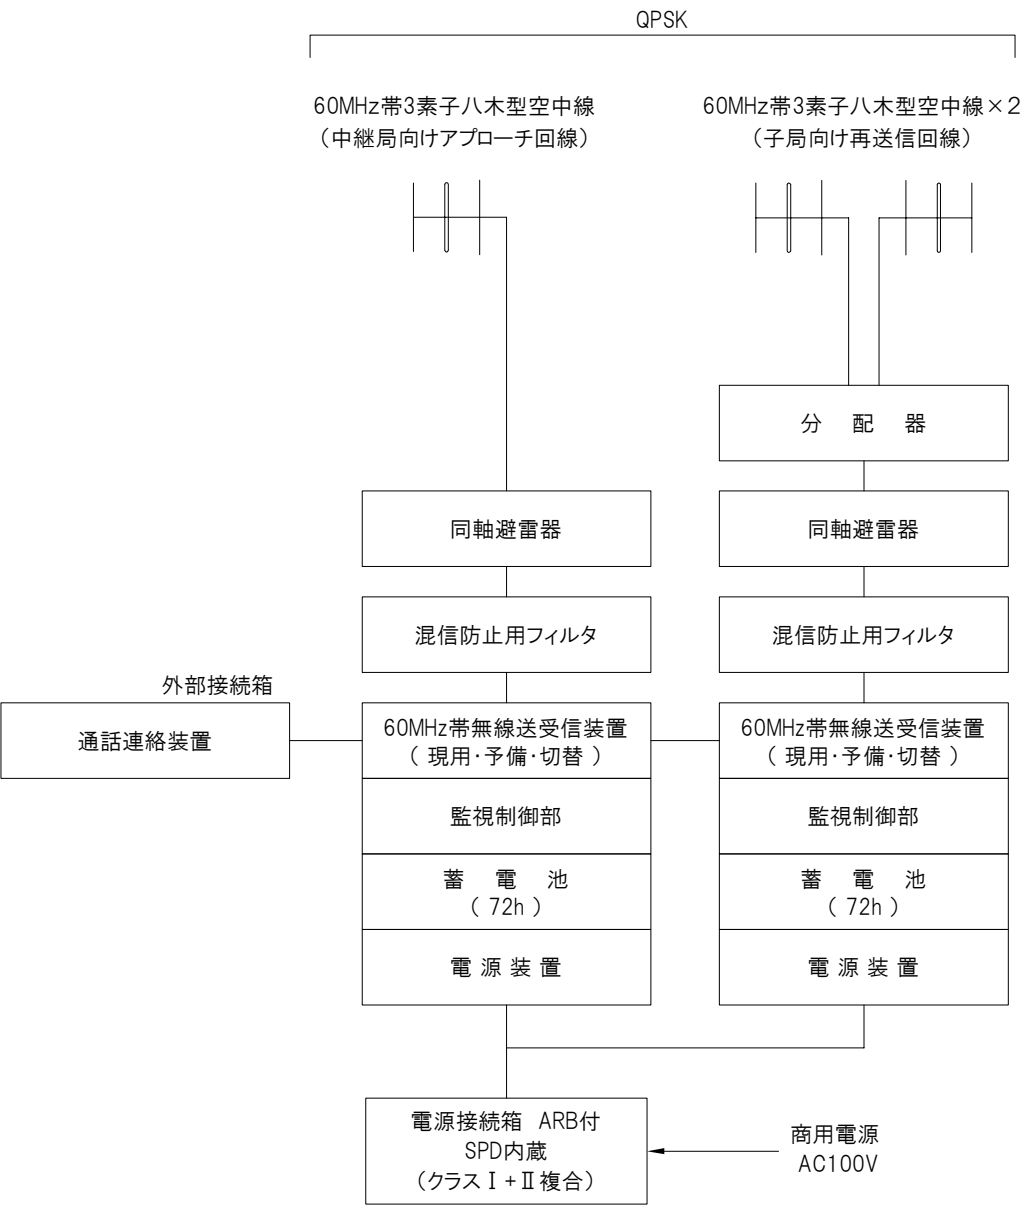 QPSK
60MHz帯3素子八木型空中線
（中継局向けアプローチ回線）
60MHz帯3素子八木型空中線×2
（子局向け再送信回線）
分　配　器
同軸避雷器
同軸避雷器
混信防止用フィルタ
混信防止用フィルタ
外部接続箱
通話連絡装置
60MHz帯無線送受信装置
（ 現用･予備･切替 ）
60MHz帯無線送受信装置
（ 現用･予備･切替 ）
監視制御部
監視制御部
蓄　電　池
（ 72h ）
蓄　電　池
（ 72h ）
電 源 装 置
電 源 装 置
電源接続箱 ARB付
SPD内蔵
（クラスⅠ+Ⅱ複合）
商用電源
AC100V